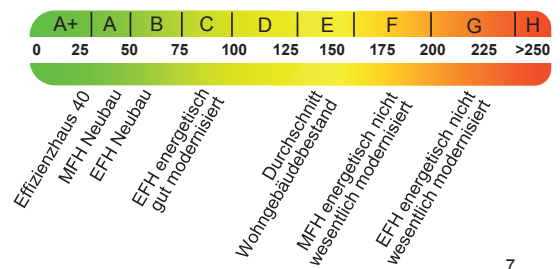 A+ A B C D E F G H
0 25 50 75 100 125 150 175 200 225 >250
Effizienzhaus 40
MFH Neubau
EFH Neubau
EFH energetisch
gut modernisiert
Durchschnitt
Wohngebäudebestand
MFH energetisch nicht
wesentlich modernisiert
EFH energetisch nicht
wesentlich modernisiert
7